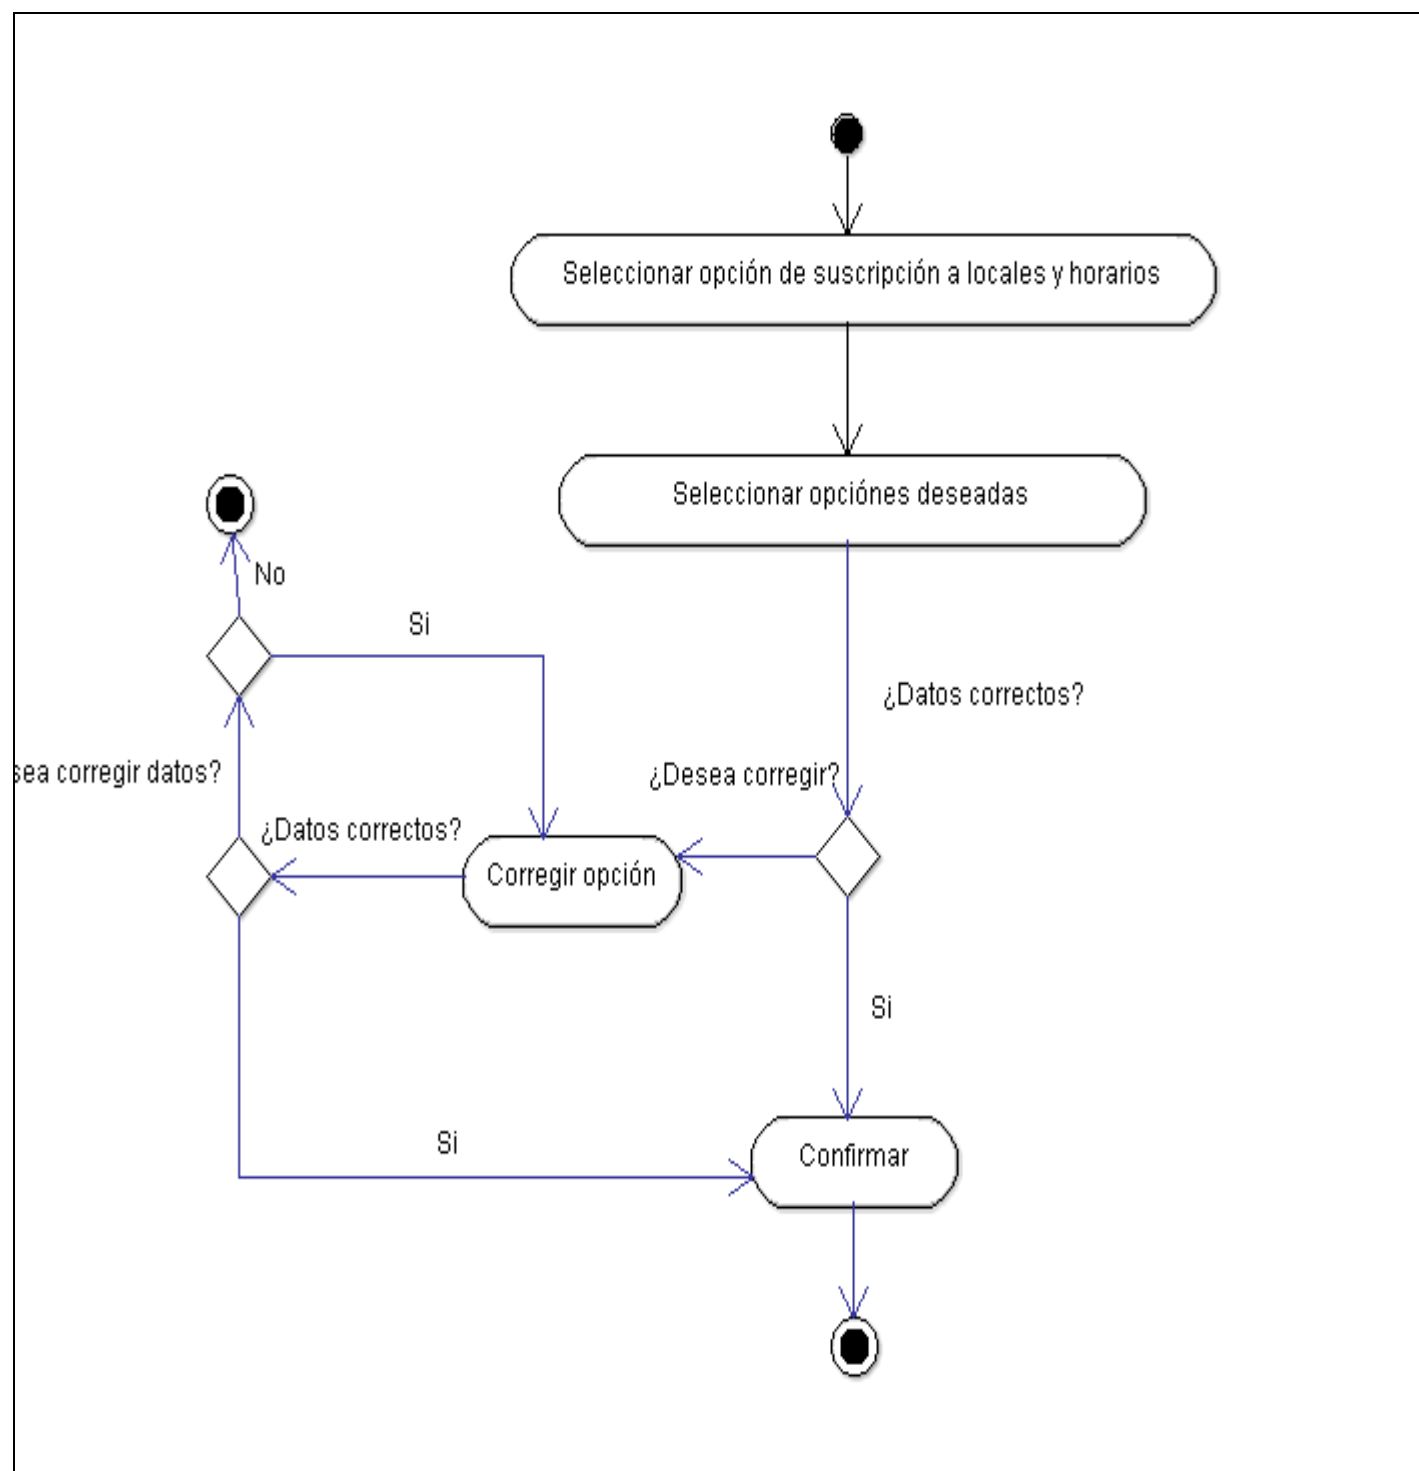 Seleccionar opción de suscripción a locales y horarios
Seleccionar opciónes deseadas
No
Si
¿Datos correctos?
sea corregir datos?
¿Desea corregir?
¿Datos correctos?
Corregir opción
Si
Si
Confirmar